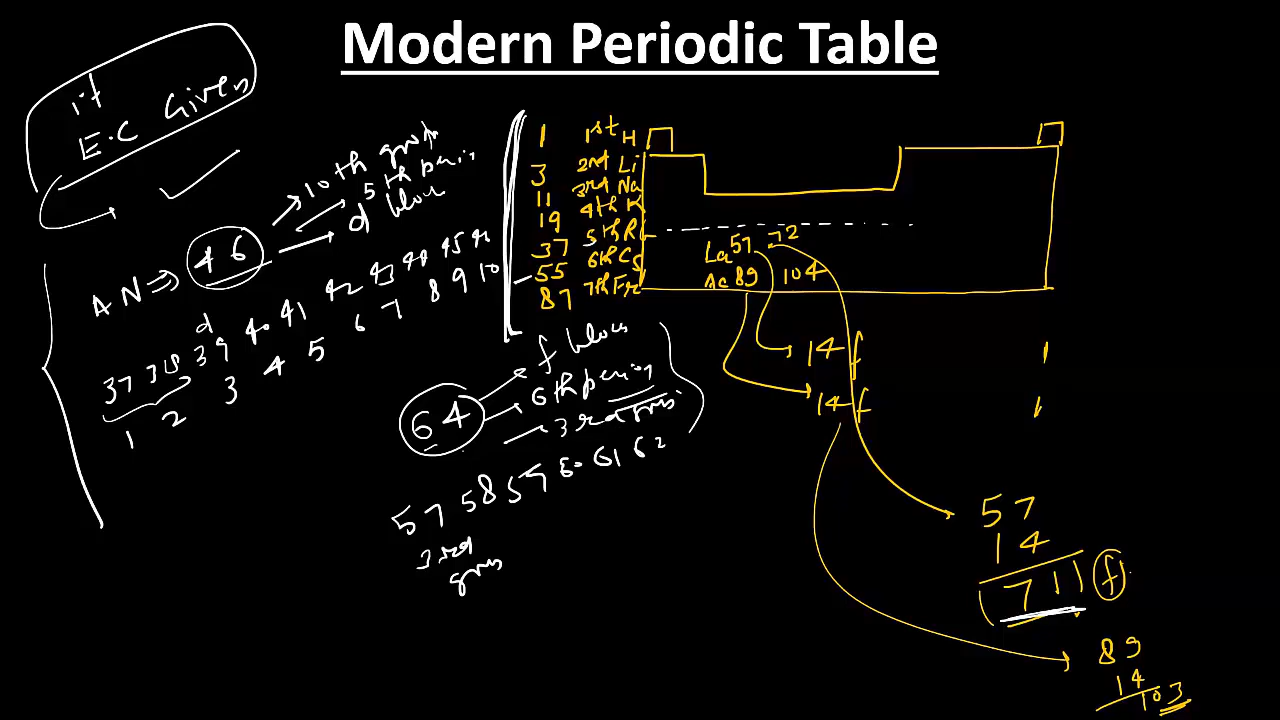 Modern Periodic Table
if
E.C Given
AN⇒ 46
10th group
5th
d block
37 38 39 40 41 42 43 44 45 46
d
1 2 3 4 5 6 7 8 9 10
1 1st H
3 2nd Li
11 3rd Na
19 4th K
37 5th R
55 6th Cs
87 7th Fr
La 57 72
Ac 89 104
14 f
14 f
1
1
64
f block
6th period
3rd
57 58 59 60 61 62
3rd
57
14
71 f
89
14
103